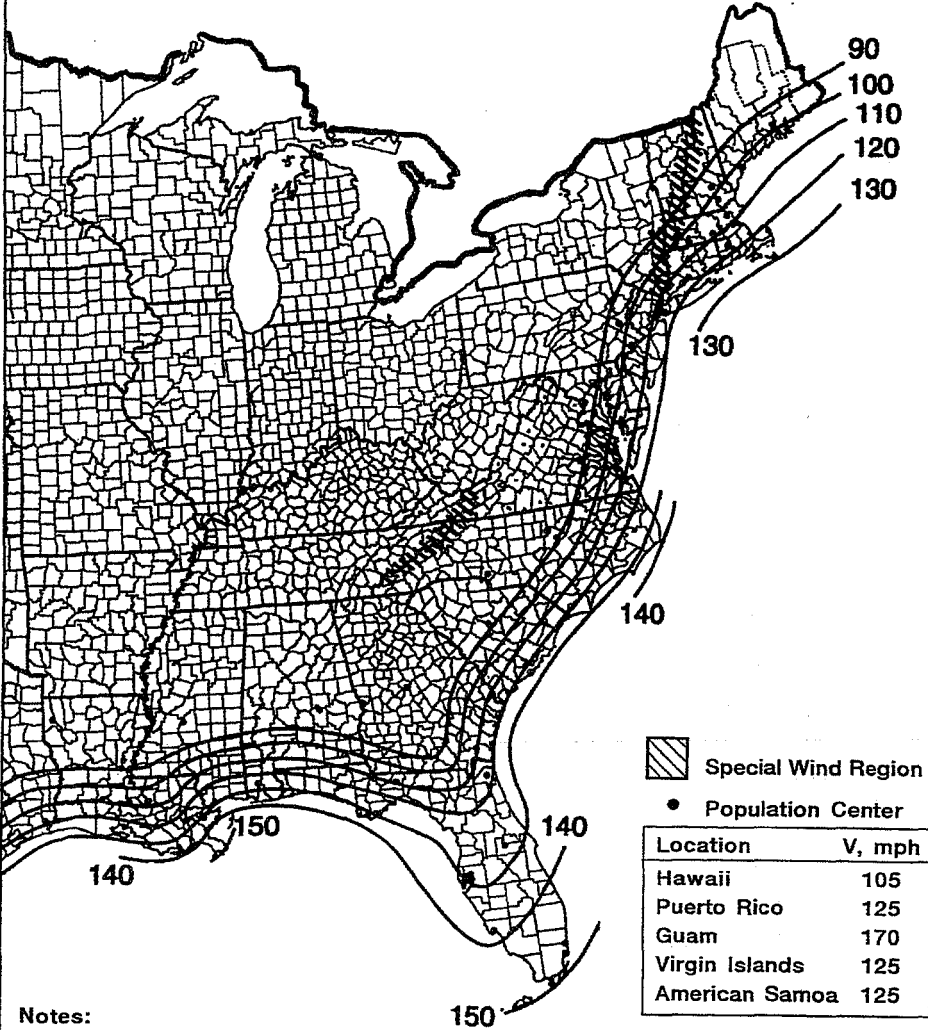 90
100
110
120
130
130
140
Special Wind Region
Population Center
150
140
140
Location V, mph
Hawaii 105
Puerto Rico 125
Guam 170
Virgin Islands 125
American Samoa 125
Notes:
150